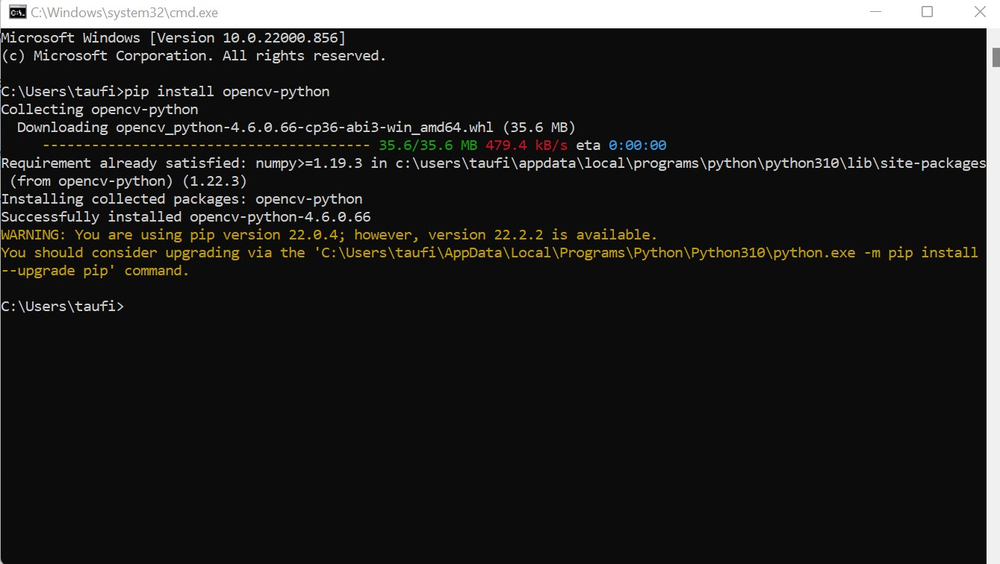 C:\Windows\system32\cmd.exe
Microsoft Windows [Version 10.0.22000.856]
(c) Microsoft Corporation. All rights reserved.
C:\Users\taufi>pip install opencv-python
Collecting opencv-python
  Downloading opencv_python-4.6.0.66-cp36-abi3-win_amd64.whl (35.6 MB)
     ---------------------------------------- 35.6/35.6 MB 479.4 kB/s eta 0:00:00
Requirement already satisfied: numpy>=1.19.3 in c:\users\taufi\appdata\local\programs\python\python310\lib\site-packages
 (from opencv-python) (1.22.3)
Installing collected packages: opencv-python
Successfully installed opencv-python-4.6.0.66
WARNING: You are using pip version 22.0.4; however, version 22.2.2 is available.
You should consider upgrading via the 'C:\Users\taufi\AppData\Local\Programs\Python\Python310\python.exe -m pip install
--upgrade pip' command.
C:\Users\taufi>